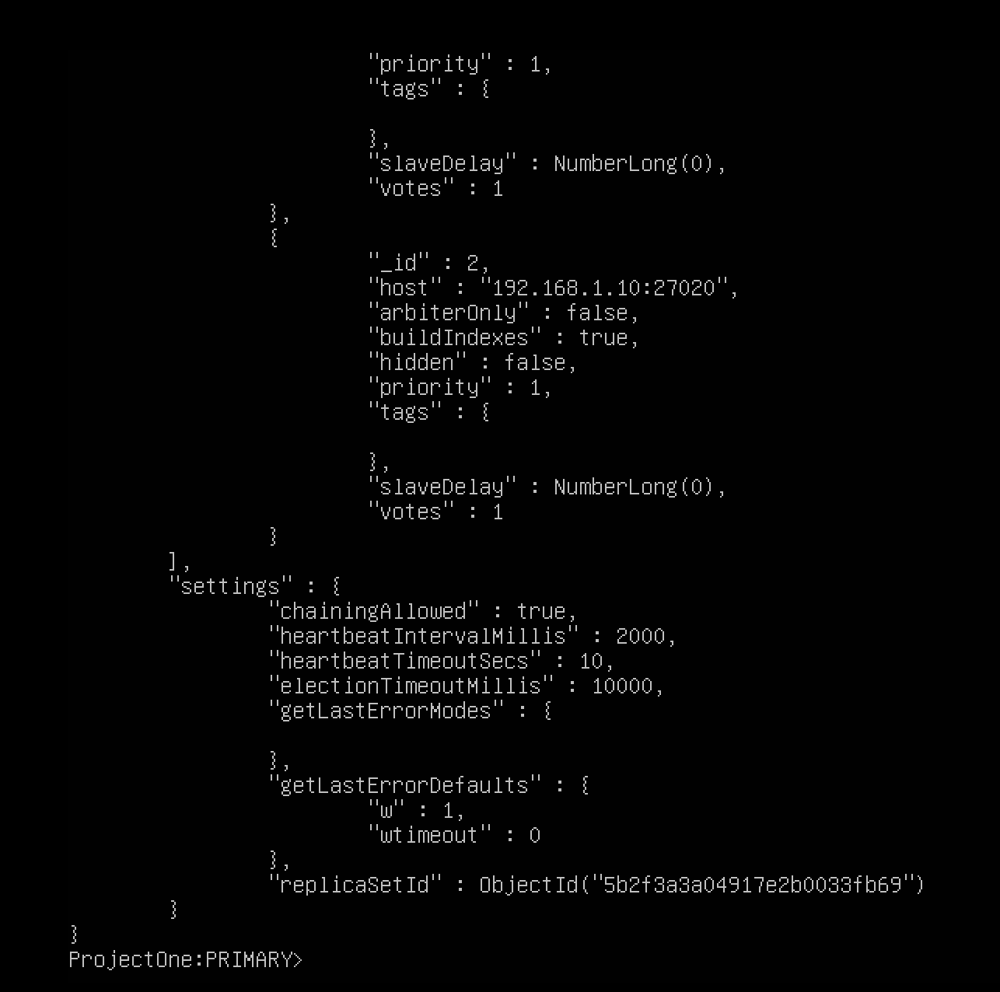 "priority" : 1,
"tags" : {
},
"slaveDelay" : NumberLong(0),
"votes" : 1
},
{
"_id" : 2,
"host" : "192.168.1.10:27020",
"arbiterOnly" : false,
"buildIndexes" : true,
"hidden" : false,
"priority" : 1,
"tags" : {
},
"slaveDelay" : NumberLong(0),
"votes" : 1
}
],
"settings" : {
"chainingAllowed" : true,
"heartbeatIntervalMillis" : 2000,
"heartbeatTimeoutSecs" : 10,
"electionTimeoutMillis" : 10000,
"getLastErrorModes" : {
},
"getLastErrorDefaults" : {
"w" : 1,
"wtimeout" : 0
},
"replicaSetId" : ObjectId("5b2f3a3a04917e2b0033fb69")
}
}
ProjectOne:PRIMARY>